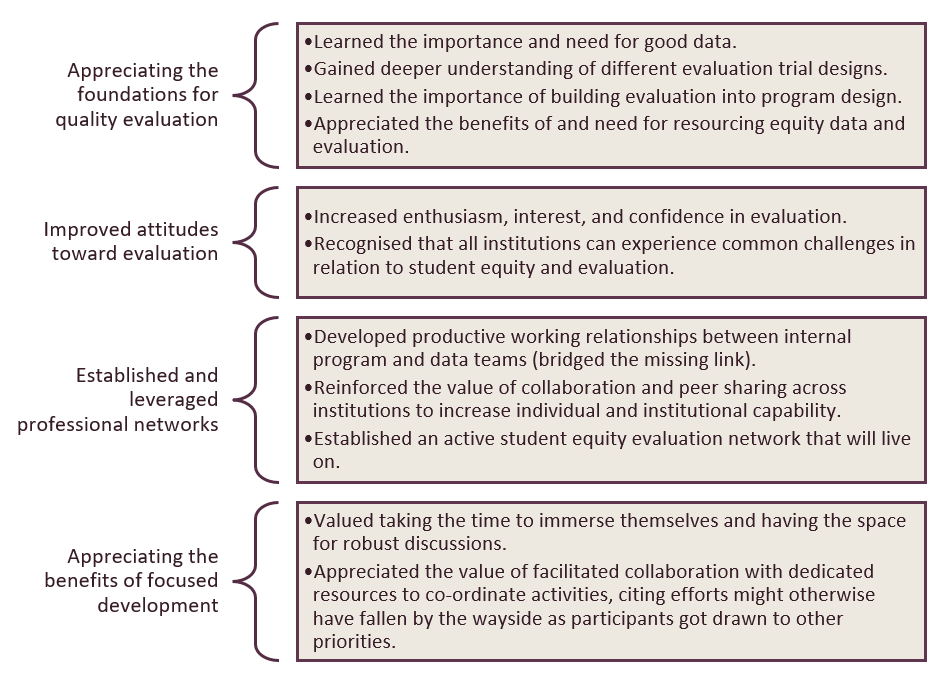 Appreciating the
foundations for
quality evaluation
•Learned the importance and need for good data.
•Gained deeper understanding of different evaluation trial designs.
•Learned the importance of building evaluation into program design.
•Appreciated the benefits of and need for resourcing equity data and
evaluation.
Improved attitudes
toward evaluation
•Increased enthusiasm, interest, and confidence in evaluation.
•Recognised that all institutions can experience common challenges in
relation to student equity and evaluation.
Established and
leveraged
professional networks
•Developed productive working relationships between internal
program and data teams (bridged the missing link).
•Reinforced the value of collaboration and peer sharing across
institutions to increase individual and institutional capability.
•Established an active student equity evaluation network that will live
on.
Appreciating the
benefits of focused
development
•Valued taking the time to immerse themselves and having the space
for robust discussions.
•Appreciated the value of facilitated collaboration with dedicated
resources to co-ordinate activities, citing efforts might otherwise
have fallen by the wayside as participants got drawn to other
priorities.